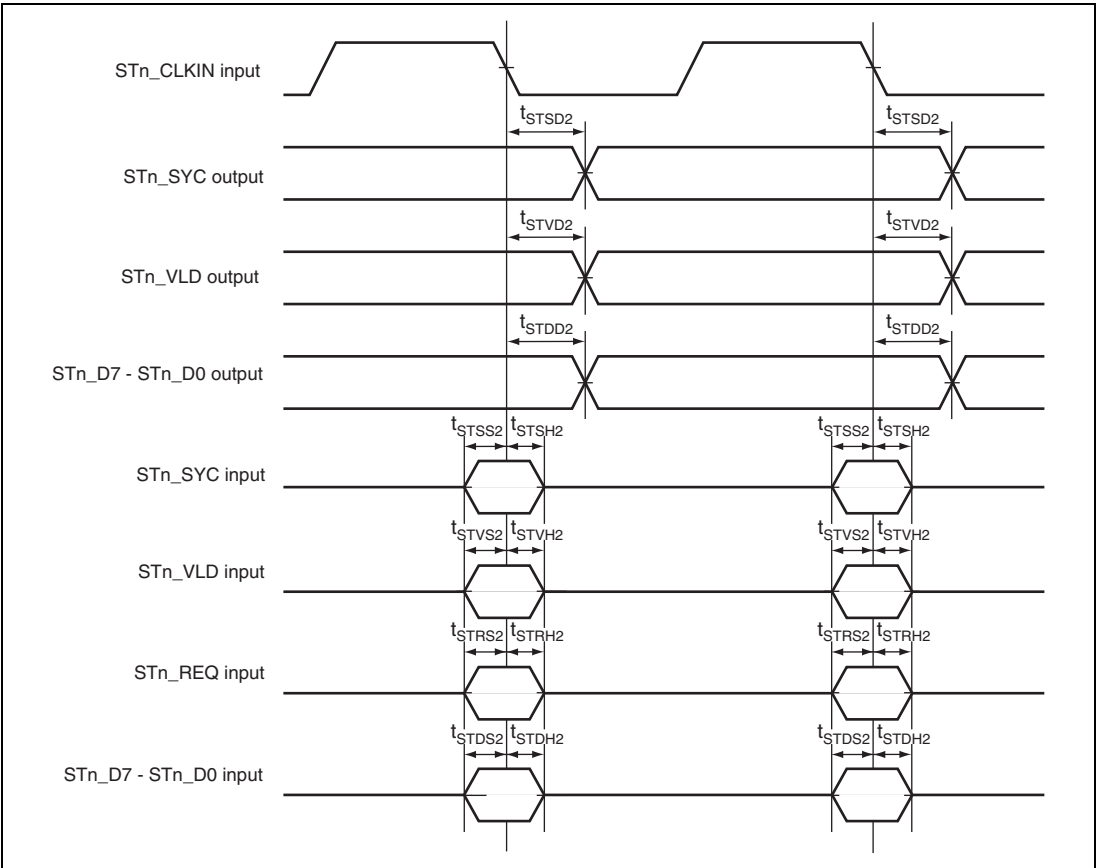 STn_CLKIN input
tSTSD2 tSTSD2
STn_SYC output
tSTVD2 tSTVD2
STn_VLD output
tSTDD2 tSTDD2
STn_D7 - STn_D0 output
tSTSS2 tSTSH2 tSTSS2 tSTSH2
STn_SYC input
tSTVS2 tSTVH2 tSTVS2 tSTVH2
STn_VLD input
tSTRS2 tSTRH2 tSTRS2 tSTRH2
STn_REQ input
tSTDS2 tSTDH2 tSTDS2 tSTDH2
STn_D7 - STn_D0 input